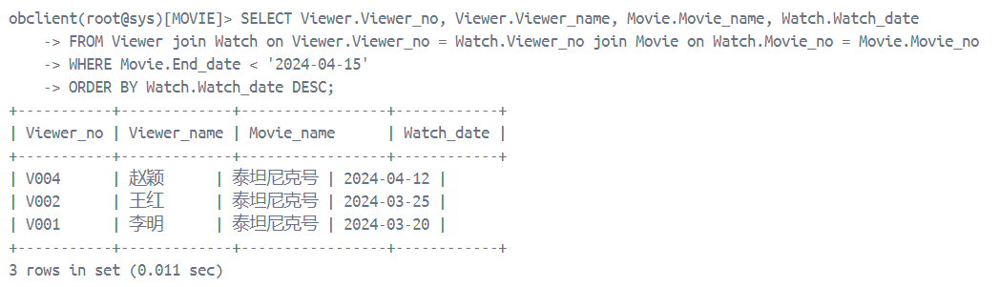 obclient(root@sys)[MOVIE]> SELECT Viewer.Viewer_no, Viewer.Viewer_name, Movie.Movie_name, Watch.Watch_date
    -> FROM Viewer join Watch on Viewer.Viewer_no = Watch.Viewer_no join Movie on Watch.Movie_no = Movie.Movie_no
    -> WHERE Movie.End_date < '2024-04-15'
    -> ORDER BY Watch.Watch_date DESC;
+-----------+-------------+-----------------+------------+
| Viewer_no | Viewer_name | Movie_name      | Watch_date |
+-----------+-------------+-----------------+------------+
| V004      | 赵颖      | 泰坦尼克号 | 2024-04-12 |
| V002      | 王红      | 泰坦尼克号 | 2024-03-25 |
| V001      | 李明      | 泰坦尼克号 | 2024-03-20 |
+-----------+-------------+-----------------+------------+
3 rows in set (0.011 sec)